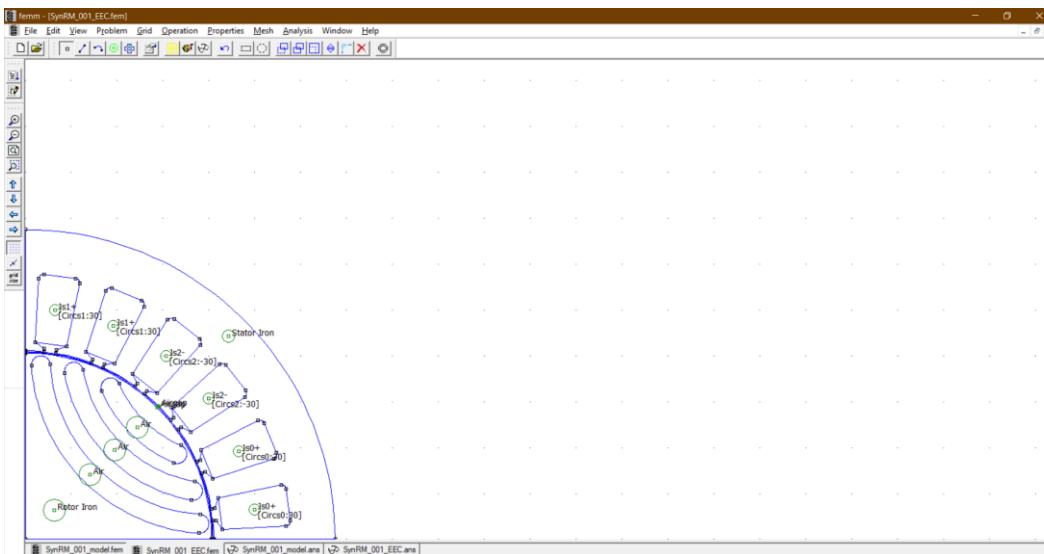 femm - [SynRM_001_EEC.fem]
File Edit View Problem Grid Operation Properties Mesh Analysis Window Help
Js1+
[Circs1:30]
Js1+
[Circs1:30]
Stator Iron
Js2-
[Circs2:-30]
Js2-
[Circs2:-30]
Air
Air
Js0+
[Circs0:30]
Air
Rotor Iron
Js0+
[Circs0:30]
SynRM_001_model.fem SynRM_001_EEC.fem SynRM_001_model.ans SynRM_001_EEC.ans